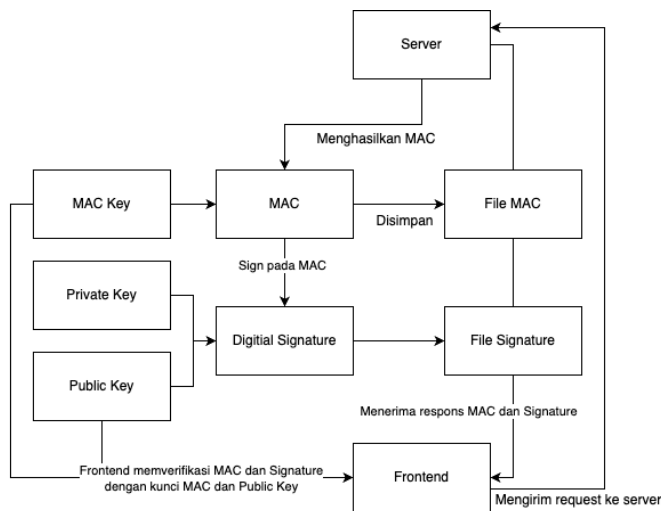 Server
Menghasilkan MAC
MAC Key
MAC
File MAC
Disimpan
Sign pada MAC
Private Key
Digitial Signature
File Signature
Public Key
Menerima respons MAC dan Signature
Frontend memverifikasi MAC dan Signature
dengan kunci MAC dan Public Key
Frontend
Mengirim request ke server